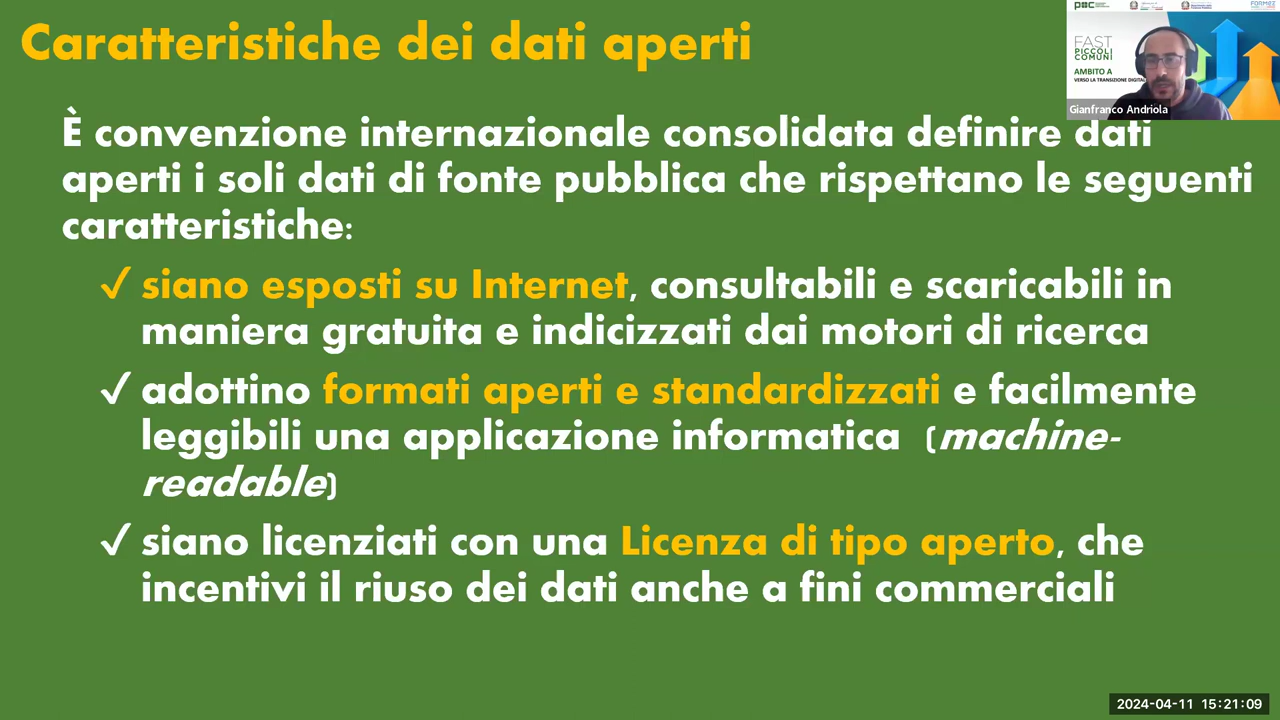 Caratteristiche dei dati aperti
FAST
PICCOLI
COMUNI
AMBITO A
VERSO LA TRANSIZIONE DIGITALE
Gianfranco Andriola
È convenzione internazionale consolidata definire dati
aperti i soli dati di fonte pubblica che rispettano le seguenti
caratteristiche:
✓ siano esposti su Internet, consultabili e scaricabili in
maniera gratuita e indicizzati dai motori di ricerca
✓ adottino formati aperti e standardizzati e facilmente
leggibili una applicazione informatica (machine-
readable)
✓ siano licenziati con una Licenza di tipo aperto, che
incentivi il riuso dei dati anche a fini commerciali
2024-04-11 15:21:09